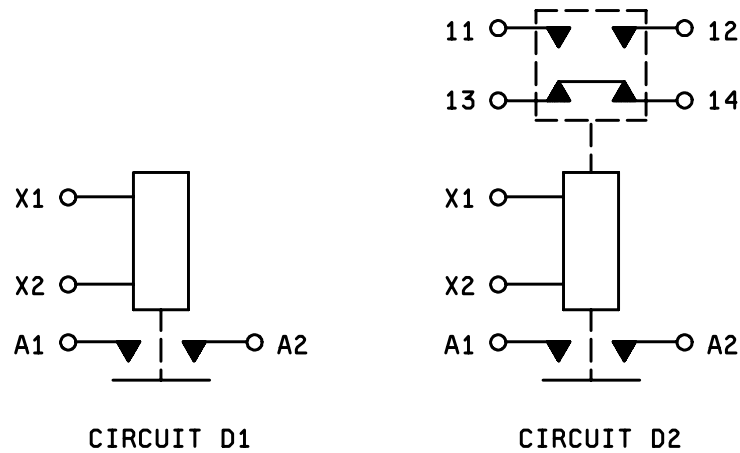 11 12
13 14
X1 X1
X2 X2
A1 A2 A1 A2
CIRCUIT D1 CIRCUIT D2